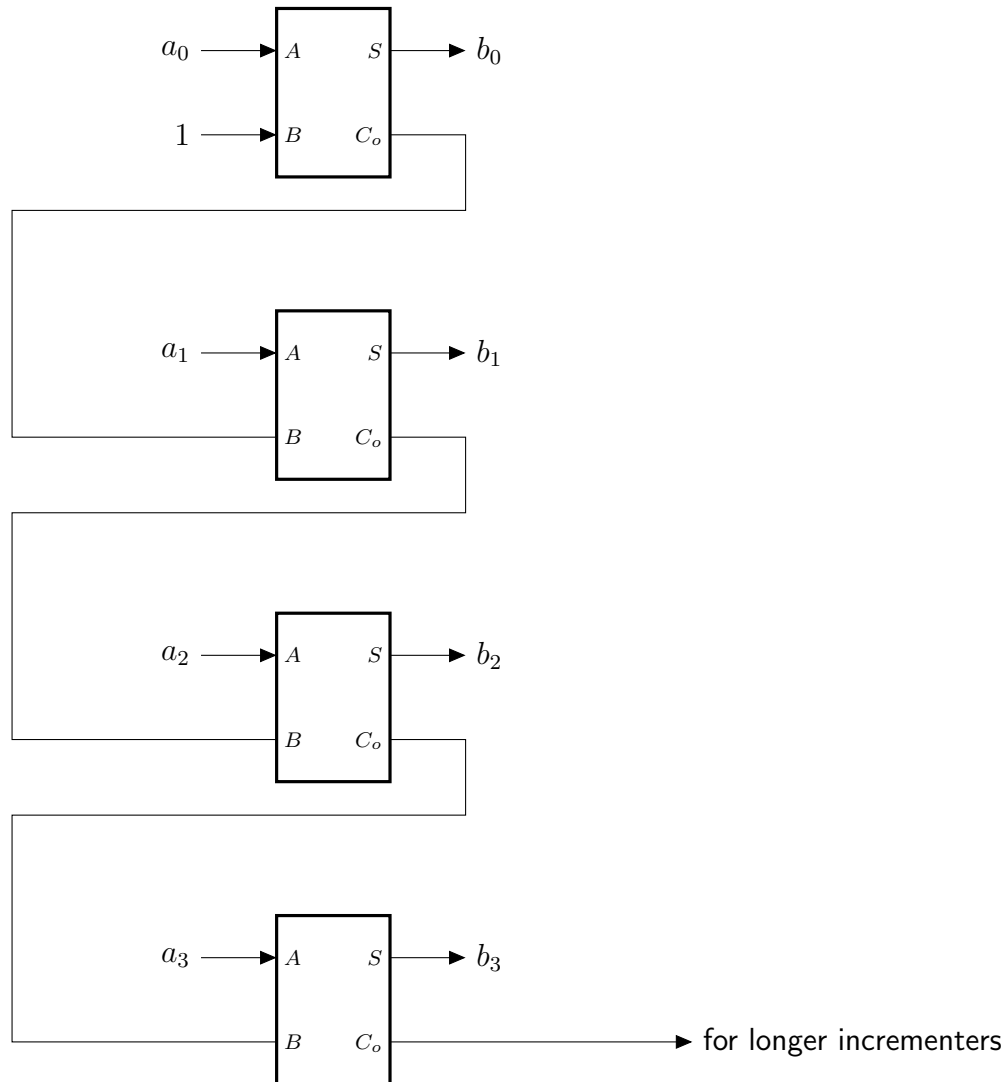 a₀ A S b₀
1 B Cₒ
a₁ A S b₁
B Cₒ
a₂ A S b₂
B Cₒ
a₃ A S b₃
B Cₒ for longer incrementers